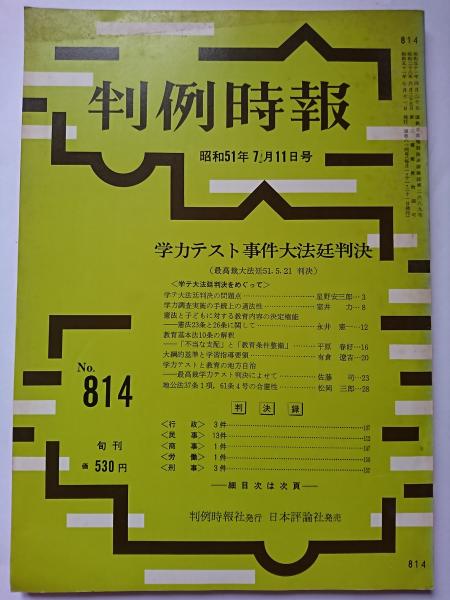 814
判例時報
昭和51年 7月11日号
学力テスト事件大法廷判決
(最高裁大法廷51.5.21 判決)
<学テ大法廷判決をめぐって>
学テ大法廷判決の問題点……星野安三郎…3
学力調査実施の手続上の適法性……室井 力…8
憲法と子どもに対する教育内容の決定権能
──憲法23条と26条に関して……永井憲一…12
教育基本法10条の解釈
──「不当な支配」と「教育条件整備」……平原春好…16
大綱的基準と学習指導要領……有倉遼吉…20
学力テストと教育の地方自治
──最高裁学力テスト判決によせて……佐藤 司…23
地公法37条1項, 61条4号の合憲性……松岡三郎…28
No.
814
判決録
<行 政> 3件
<民 事> 13件
<商 事> 1件
<労 働> 1件
<刑 事> 3件
旬刊
価 530円
──細目次は次頁──
判例時報社発行 日本評論社発売
814